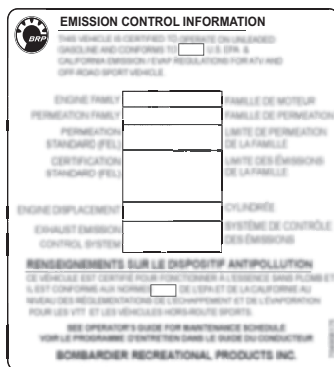 BRP
EMISSION CONTROL INFORMATION
THIS VEHICLE IS CERTIFIED TO OPERATE ON UNLEADED
GASOLINE AND CONFORMS TO U.S. EPA &
CALIFORNIA EMISSION / EVAP REGULATIONS FOR ATV AND
OFF-ROAD SPORT VEHICLE.
ENGINE FAMILY FAMILLE DE MOTEUR
PERMEATION FAMILY FAMILLE DE PERMÉATION
PERMEATION LIMITE DE PERMÉATION
STANDARD (FEL) DE LA FAMILLE
CERTIFICATION LIMITE DES ÉMISSIONS
STANDARD (FEL) DE LA FAMILLE
ENGINE DISPLACEMENT CYLINDRÉE
EXHAUST EMISSION SYSTÈME DE CONTRÔLE
CONTROL SYSTEM DES ÉMISSIONS
RENSEIGNEMENTS SUR LE DISPOSITIF ANTIPOLLUTION
CE VÉHICULE EST CERTIFIÉ POUR FONCTIONNER À L'ESSENCE SANS PLOMB ET
IL EST CONFORME AUX NORMES DE L'EPA ET DE LA CALIFORNIE AU
NIVEAU DES RÉGLEMENTATIONS DE L'ÉCHAPPEMENT ET DE L'ÉVAPORATION
POUR LES VTT ET LES VÉHICULES HORS-ROUTE SPORTS.
SEE OPERATOR'S GUIDE FOR MAINTENANCE SCHEDULE
VOIR LE PROGRAMME D'ENTRETIEN DANS LE GUIDE DU CONDUCTEUR
BOMBARDIER RECREATIONAL PRODUCTS INC.